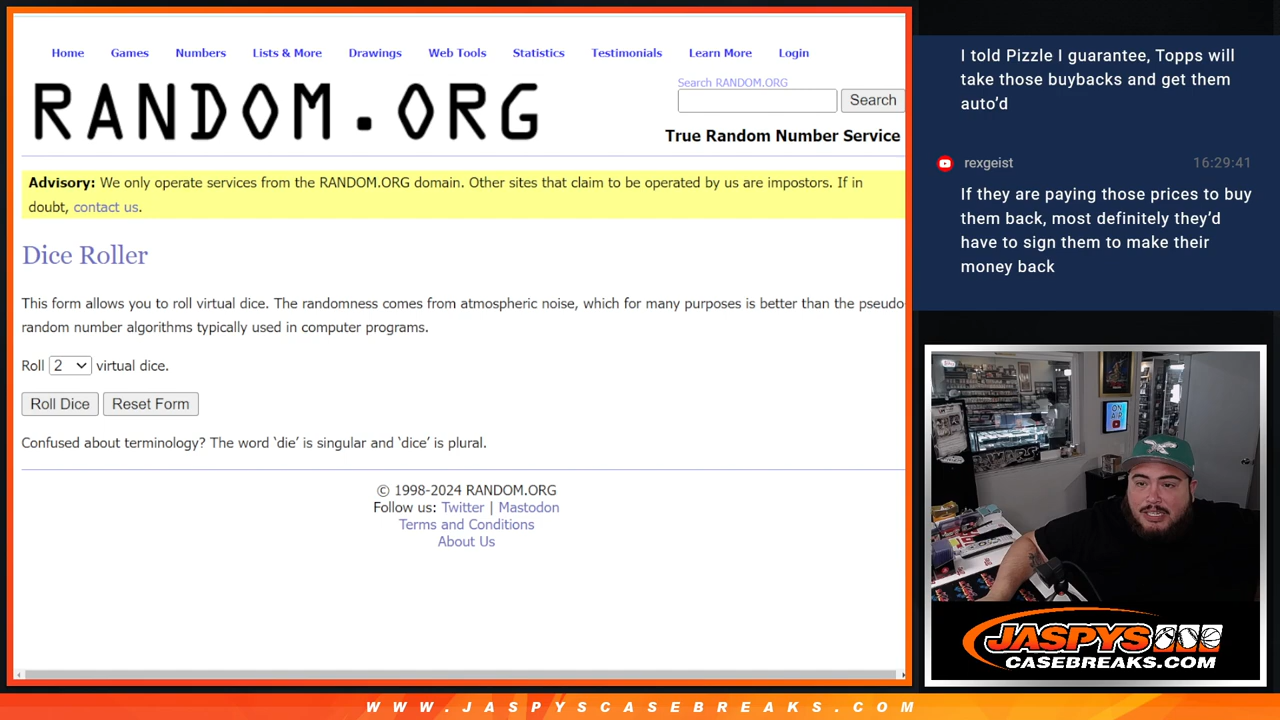 Home Games Numbers Lists & More Drawings Web Tools Statistics Testimonials Learn More Login
RANDOM.ORG
Search RANDOM.ORG
Search
True Random Number Service
Advisory: We only operate services from the RANDOM.ORG domain. Other sites that claim to be operated by us are impostors. If in
doubt, contact us.
Dice Roller
This form allows you to roll virtual dice. The randomness comes from atmospheric noise, which for many purposes is better than the pseudo-
random number algorithms typically used in computer programs.
Roll 2 virtual dice.
Roll Dice Reset Form
Confused about terminology? The word ‘die’ is singular and ‘dice’ is plural.
© 1998-2024 RANDOM.ORG
Follow us: Twitter | Mastodon
Terms and Conditions
About Us
I told Pizzle I guarantee, Topps will
take those buybacks and get them
auto’d
rexgeist 16:29:41
If they are paying those prices to buy
them back, most definitely they’d
have to sign them to make their
money back
ON
AIR
JASPYS
CASEBREAKS.COM
WWW.JASPYSCASEBREAKS.COM